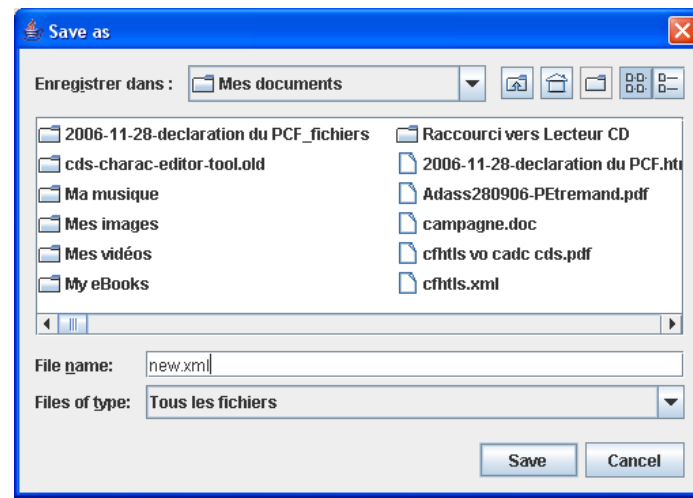 Save as
Enregistrer dans : Mes documents
2006-11-28-declaration du PCF_fichiers
cds-charac-editor-tool.old
Ma musique
Mes images
Mes vidéos
My eBooks
Raccourci vers Lecteur CD
2006-11-28-declaration du PCF.htm
Adass280906-PEtremand.pdf
campagne.doc
cfhtls vo cadc cds.pdf
cfhtls.xml
File name: new.xml
Files of type: Tous les fichiers
Save Cancel